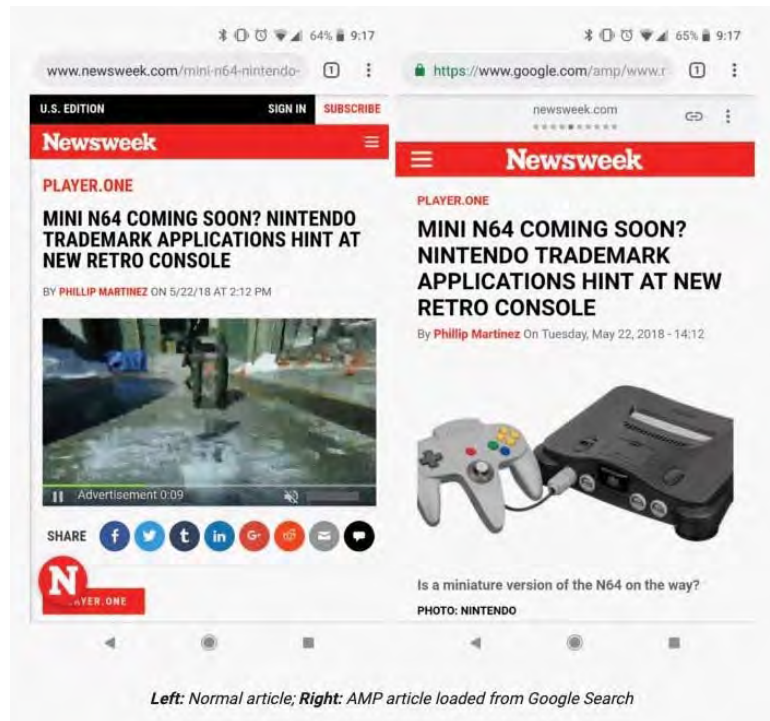 64% 9:17
www.newsweek.com/mini-n64-nintendo-
1
U.S. EDITION SIGN IN SUBSCRIBE
Newsweek
PLAYER.ONE
MINI N64 COMING SOON? NINTENDO
TRADEMARK APPLICATIONS HINT AT
NEW RETRO CONSOLE
BY PHILLIP MARTINEZ ON 5/22/18 AT 2:12 PM
Advertisement 0:09
SHARE f t in G+
N
YER.ONE
65% 9:17
https://www.google.com/amp/www.r
1
newsweek.com
Newsweek
PLAYER.ONE
MINI N64 COMING SOON?
NINTENDO TRADEMARK
APPLICATIONS HINT AT NEW
RETRO CONSOLE
By Phillip Martinez On Tuesday, May 22, 2018 - 14:12
Is a miniature version of the N64 on the way?
PHOTO: NINTENDO
Left: Normal article; Right: AMP article loaded from Google Search